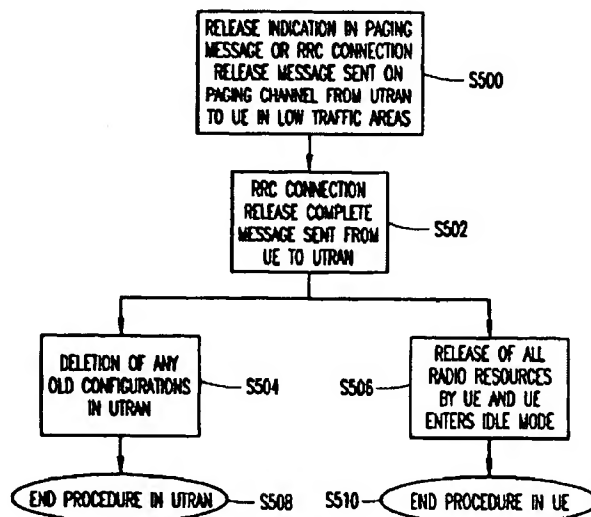 RELEASE INDICATION IN PAGING
MESSAGE OR RRC CONNECTION
RELEASE MESSAGE SENT ON
PAGING CHANNEL FROM UTRAN
TO UE IN LOW TRAFFIC AREAS
S500
RRC CONNECTION
RELEASE COMPLETE
MESSAGE SENT FROM
UE TO UTRAN
S502
DELETION OF ANY
OLD CONFIGURATIONS
IN UTRAN
S504
S506
RELEASE OF ALL
RADIO RESOURCES
BY UE AND UE
ENTERS IDLE MODE
END PROCEDURE IN UTRAN
S508
S510
END PROCEDURE IN UE